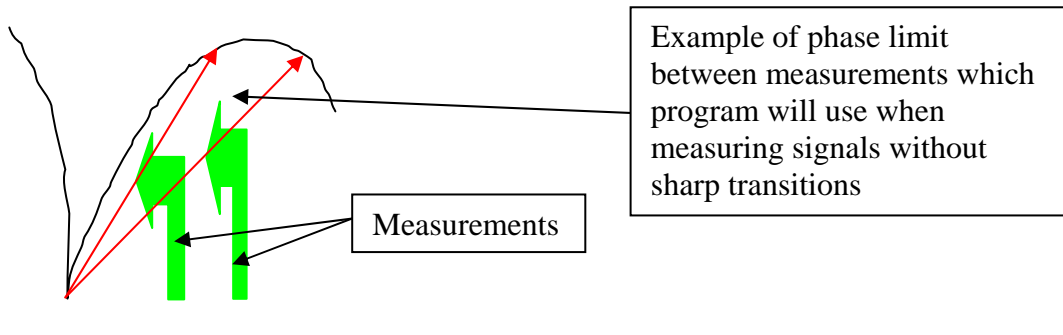 Example of phase limit
between measurements which
program will use when
measuring signals without
sharp transitions
Measurements